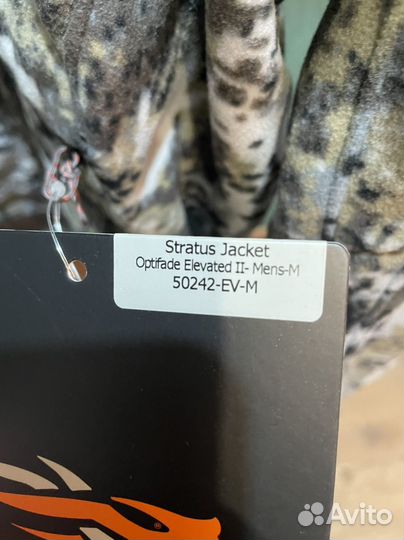 Stratus Jacket
Optifade Elevated II- Mens-M
50242-EV-M
®
Avito